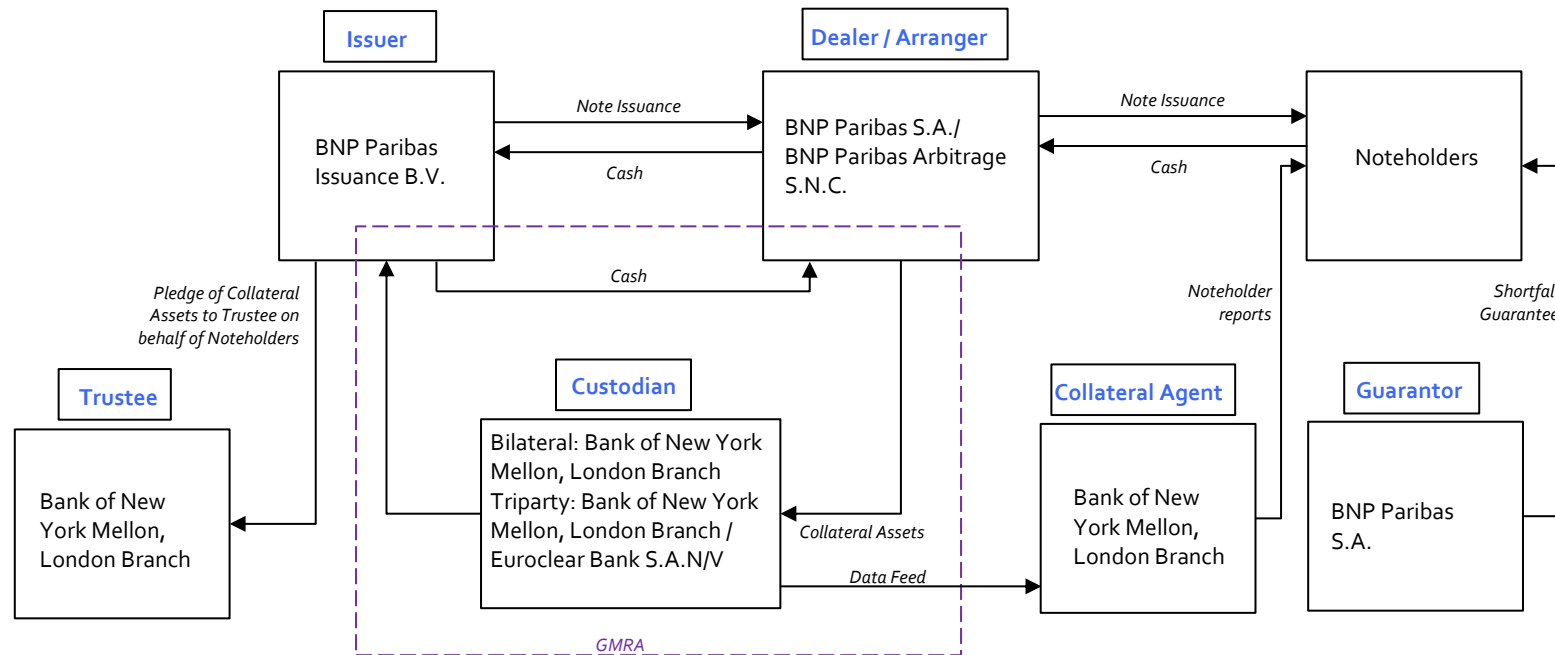 Issuer
Dealer / Arranger
BNP Paribas
Issuance B.V.
Note Issuance
Cash
BNP Paribas S.A./
BNP Paribas Arbitrage
S.N.C.
Note Issuance
Cash
Noteholders
Pledge of Collateral
Assets to Trustee on
behalf of Noteholders
Cash
Noteholder
reports
Shortfal
Guarantee
Trustee
Custodian
Collateral Agent
Guarantor
Bank of New
York Mellon,
London Branch
Bilateral: Bank of New York
Mellon, London Branch
Triparty: Bank of New York
Mellon, London Branch /
Euroclear Bank S.A.N/V
Collateral Assets
Data Feed
Bank of New
York Mellon,
London Branch
BNP Paribas
S.A.
GMRA